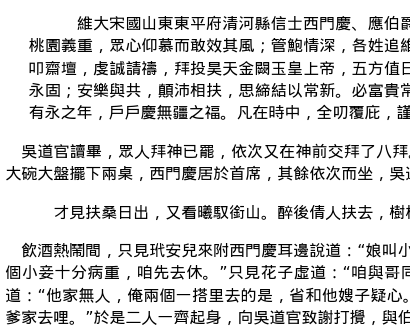 維大宋國山東東平府清河縣信士西門慶、應伯爵
桃園義重，眾心仰慕而敢效其風；管鮑情深，各姓追維
叩齋壇，虔誠請禱，拜投昊天金闕玉皇上帝，五方值日
永固；安樂與共，顛沛相扶，思締結以常新。必富貴常
有永之年，戶戶慶無疆之福。凡在時中，全叨覆庇，謹
吳道官讀畢，眾人拜神已罷，依次又在神前交拜了八拜
大碗大盤擺下兩桌，西門慶居於首席，其餘依次而坐，吳
才見扶桑日出，又看曦馭銜山。醉後倩人扶去，樹
飲酒熱鬧間，只見玳安兒來附西門慶耳邊說道：“娘叫小
個小妾十分病重，咱先去休。”只見花子虛道：“咱與哥同
道：“他家無人，俺兩個一搭里去的是，省和他嫂子疑心。
爹家去哩。”於是二人一齊起身，向吳道官致謝打攪，與伯